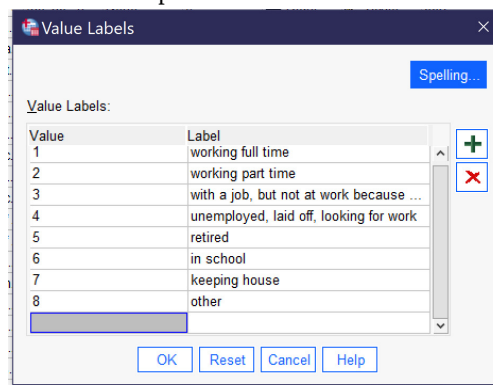 Value Labels
Spelling...
Value Labels:
Value Label
1 working full time
2 working part time
3 with a job, but not at work because ...
4 unemployed, laid off, looking for work
5 retired
6 in school
7 keeping house
8 other
OK Reset Cancel Help